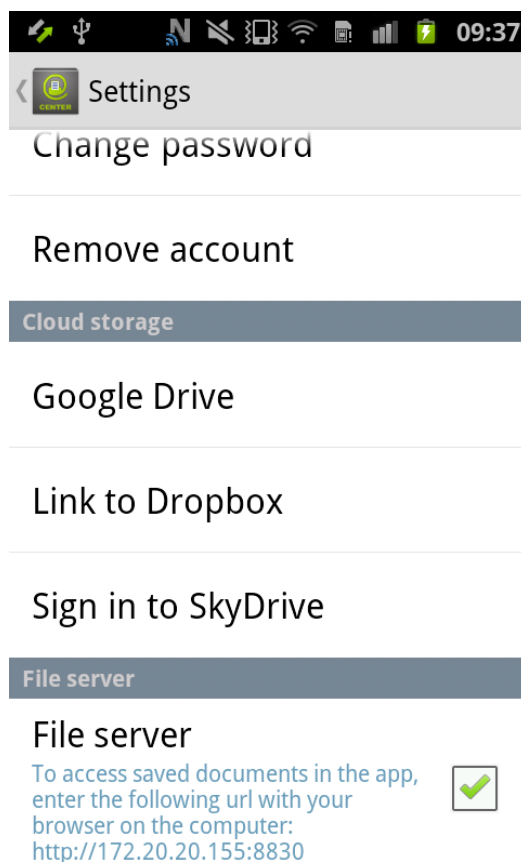 09:37
CENTER
Settings
Change password
Remove account
Cloud storage
Google Drive
Link to Dropbox
Sign in to SkyDrive
File server
File server
To access saved documents in the app,
enter the following url with your
browser on the computer:
http://172.20.20.155:8830